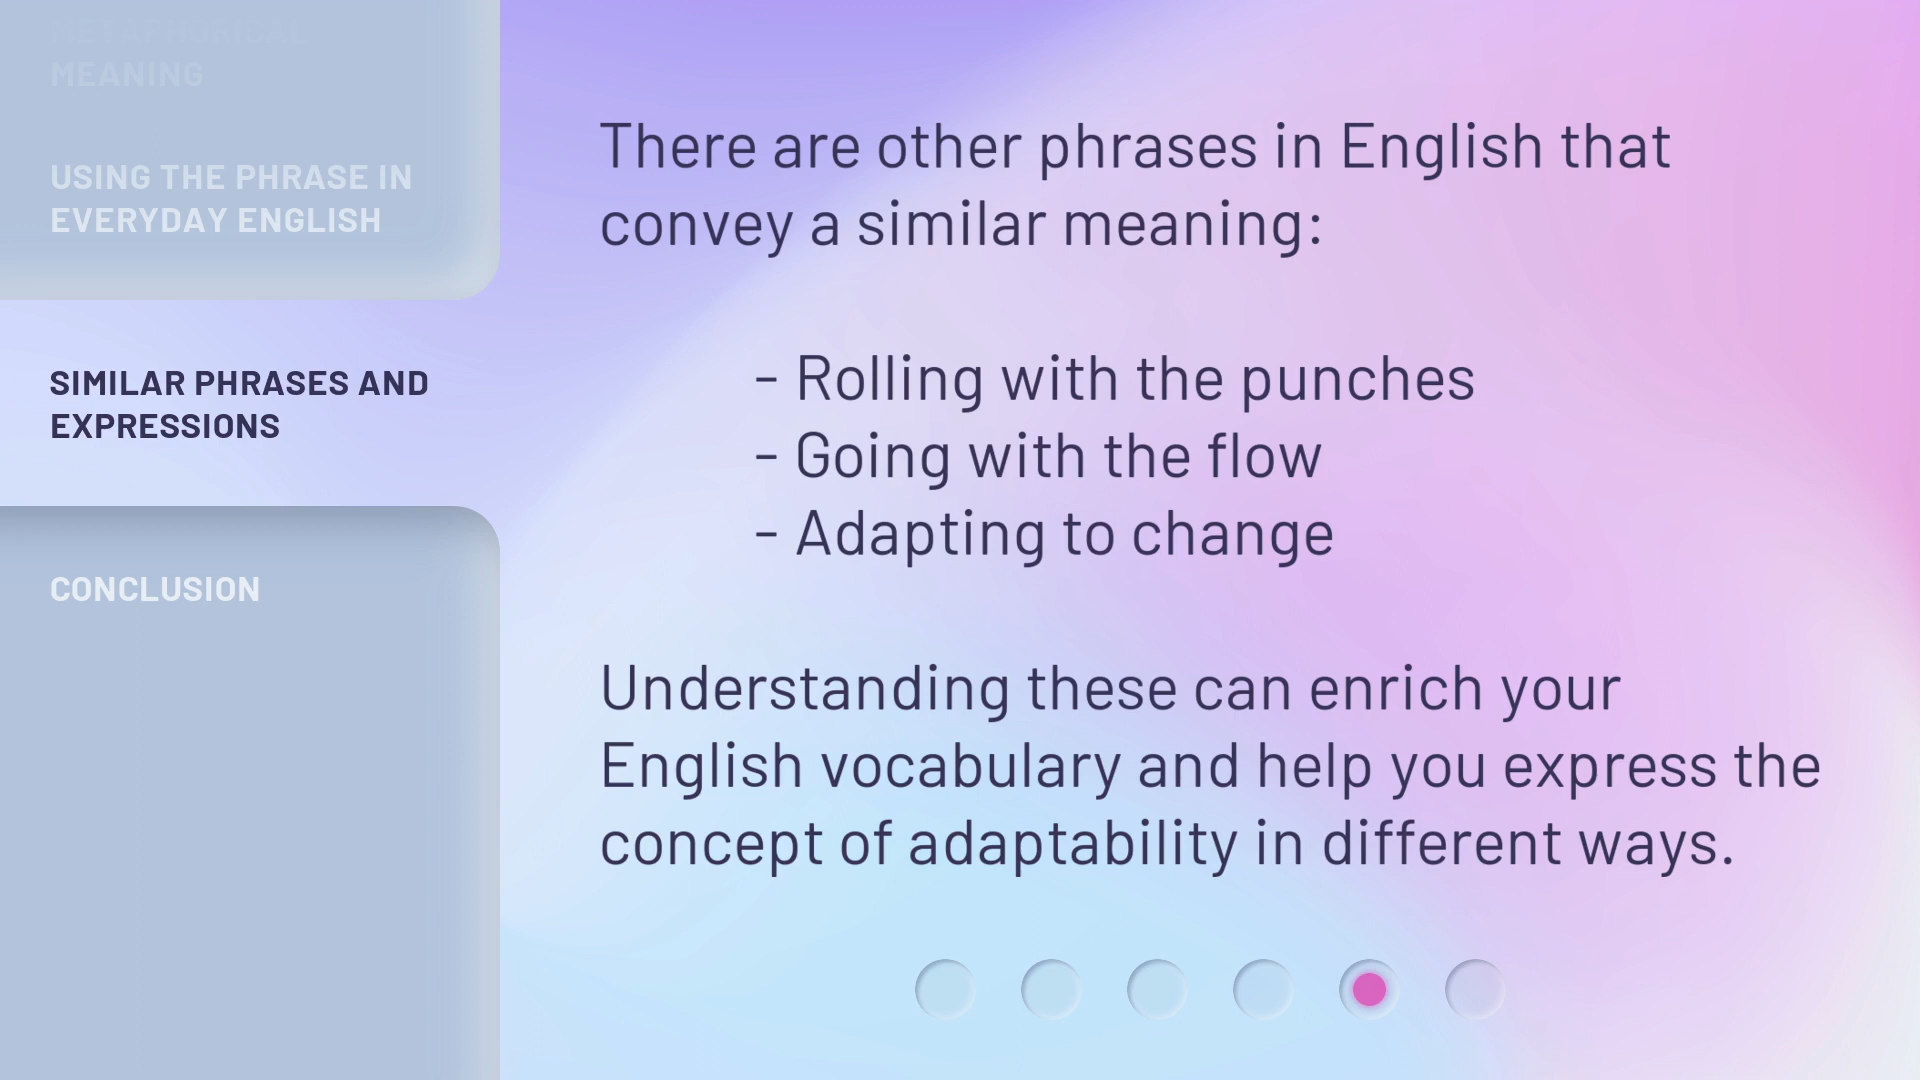 METAPHORICAL
MEANING
USING THE PHRASE IN
EVERYDAY ENGLISH
SIMILAR PHRASES AND
EXPRESSIONS
CONCLUSION
There are other phrases in English that
convey a similar meaning:
- Rolling with the punches
- Going with the flow
- Adapting to change
Understanding these can enrich your
English vocabulary and help you express the
concept of adaptability in different ways.